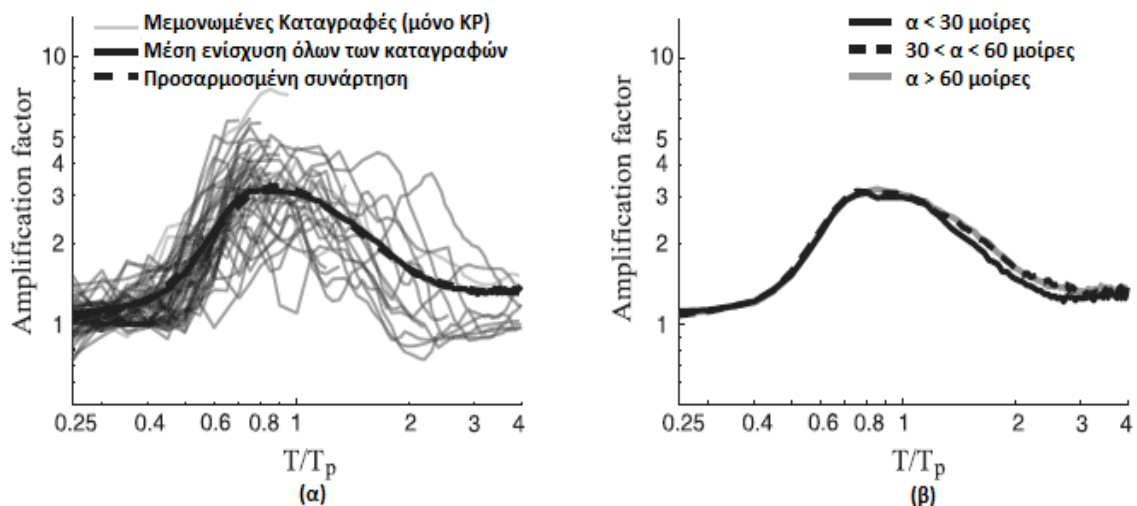 Μεμονωμένες Καταγραφές (μόνο KP)
Μέση ενίσχυση όλων των καταγραφών
Προσαρμοσμένη συνάρτηση
Amplification factor
10
5
4
3
2
1
0.25 0.4 0.6 0.8 1 2 3 4
T/Tp
(α)
α < 30 μοίρες
30 < α < 60 μοίρες
α > 60 μοίρες
Amplification factor
10
5
4
3
2
1
0.25 0.4 0.6 0.8 1 2 3 4
T/Tp
(β)